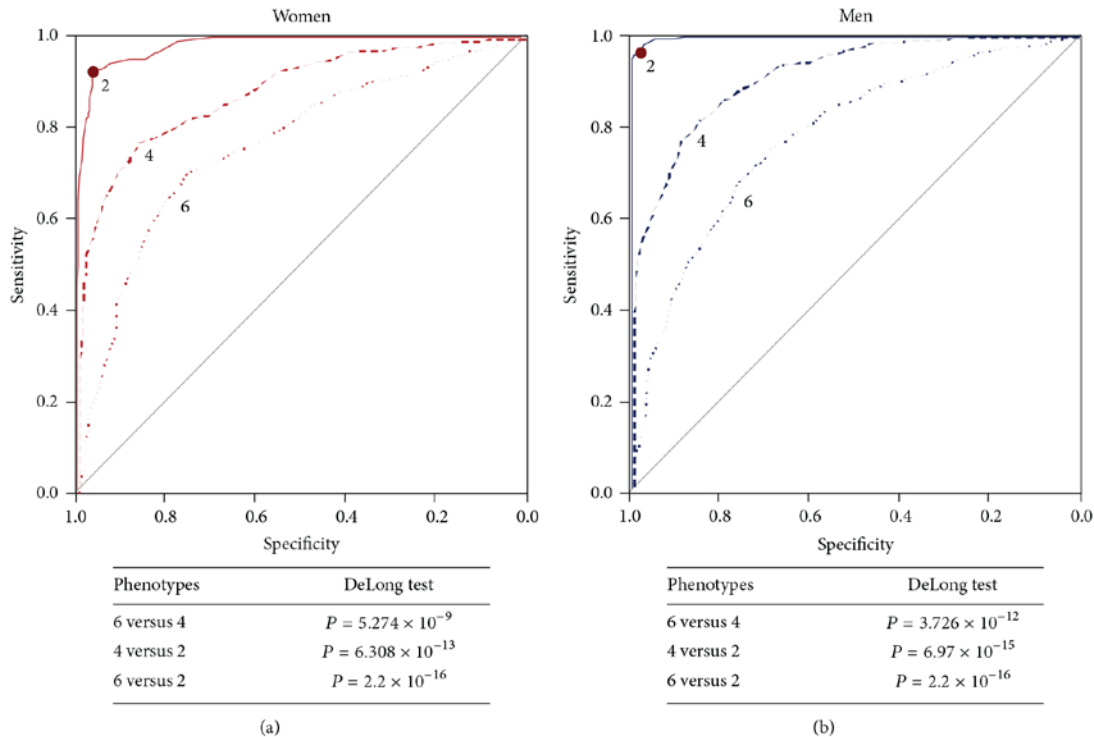 Women
1.0
0.8
0.6
0.4
0.2
0.0
Sensitivity
2
4
6
1.0 0.8 0.6 0.4 0.2 0.0
Specificity
Phenotypes DeLong test
6 versus 4 P = 5.274 × 10⁻⁹
4 versus 2 P = 6.308 × 10⁻¹³
6 versus 2 P = 2.2 × 10⁻¹⁶
(a)
Men
1.0
0.8
0.6
0.4
0.2
0.0
Sensitivity
2
4
6
1.0 0.8 0.6 0.4 0.2 0.0
Specificity
Phenotypes DeLong test
6 versus 4 P = 3.726 × 10⁻¹²
4 versus 2 P = 6.97 × 10⁻¹⁵
6 versus 2 P = 2.2 × 10⁻¹⁶
(b)